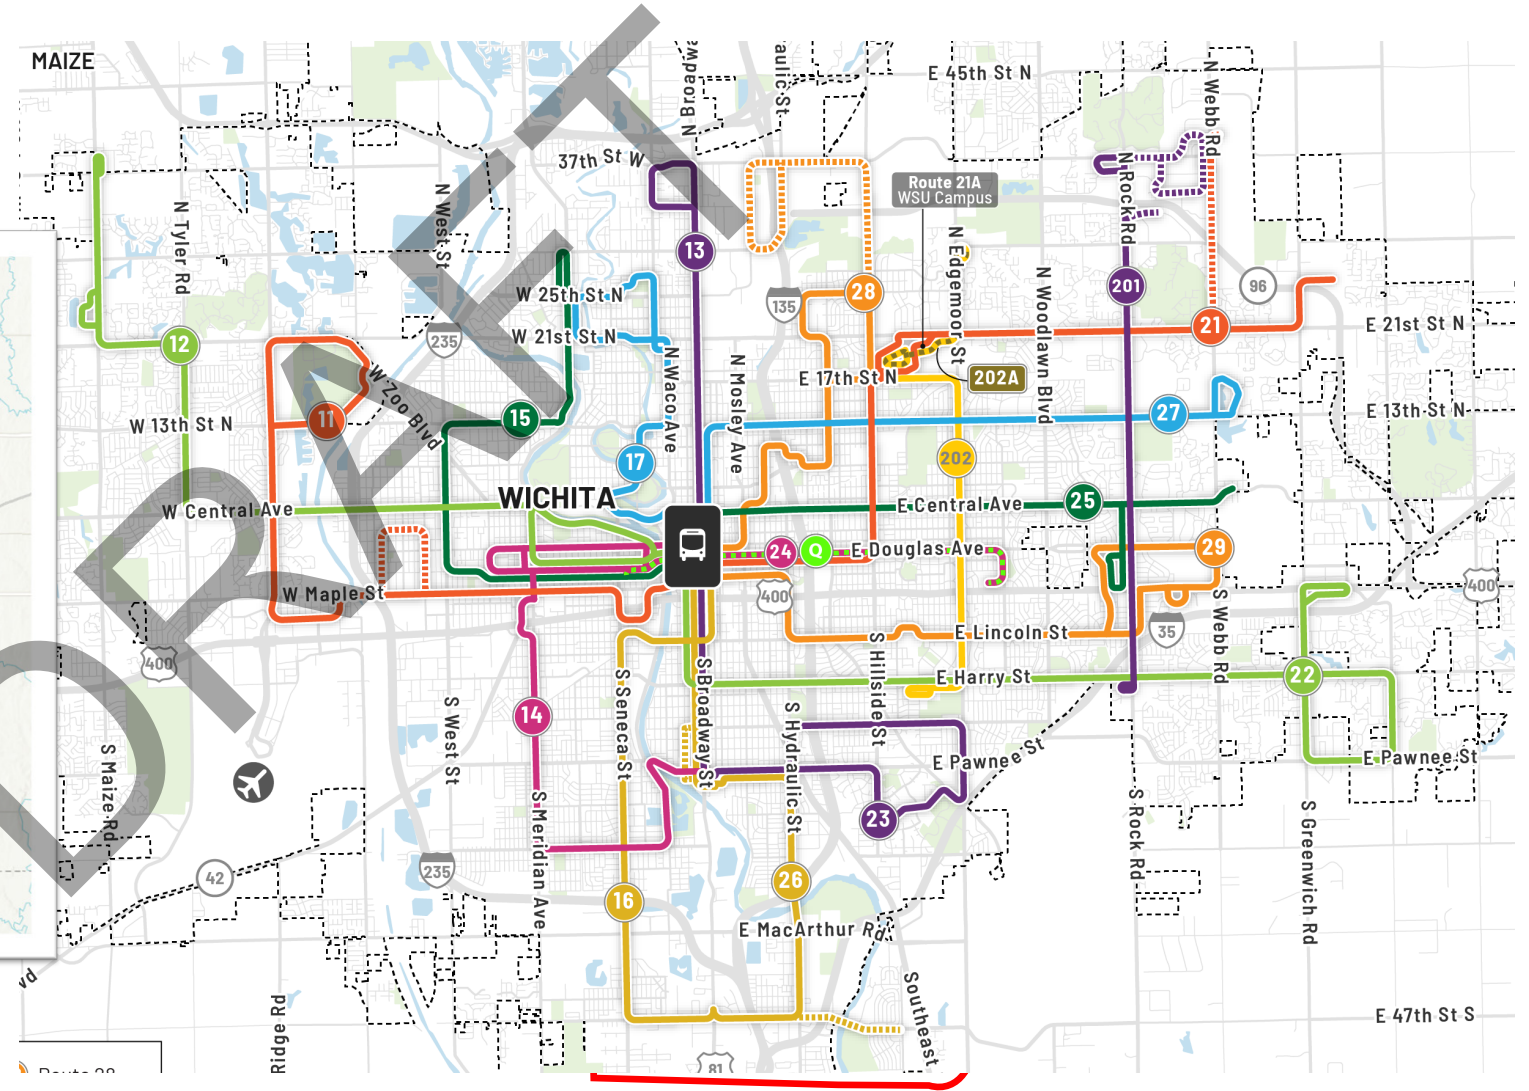 MAIZE
N Broadwa
aulic St
E 45th St N
N Webb Rd
37th St W
N Rock Rd
Route 21A
WSU Campus
N Tyler Rd
N West St
13
N Edgemoor St
N Woodlawn Blvd
201
96
W 25th St N
28
135
12
235
W 21st St N
21
E 21st St N
N Waco Ave
N Mosley Ave
E 17th St N
202A
W Zoo Blvd
W 13th St N
11
15
27
E 13th St N
17
202
WICHITA
W Central Ave
E Central Ave
25
24
Q
E Douglas Ave
29
W Maple St
400
400
E Lincoln St
35
S Webb Rd
400
S Seneca St
S Broadway St
S Hillside St
E Harry St
22
14
S West St
S Hydraulic St
E Pawnee St
E Pawnee St
S Maize Rd
S Meridian Ave
23
S Rock Rd
S Greenwich Rd
42
235
16
26
E MacArthur Rd
vd
Ridge Rd
Southeast
E 47th St S
81
Route 28
DRAFT